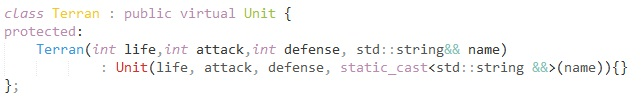 class Terran : public virtual Unit {
protected:
    Terran(int life,int attack,int defense, std::string&& name)
            : Unit(life, attack, defense, static_cast<std::string &&>(name)){}
};